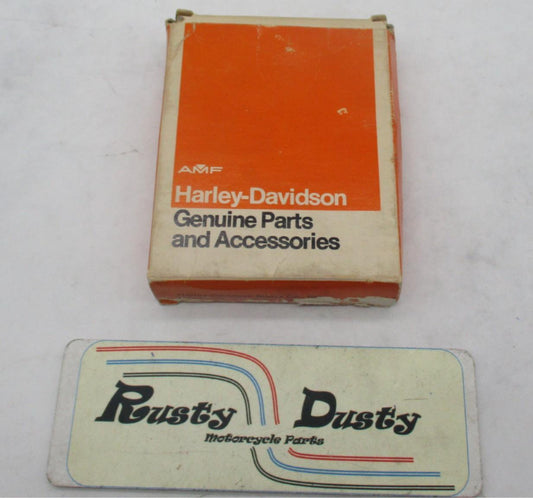 AMF
Harley-Davidson
Genuine Parts
and Accessories
Rusty Dusty
Motorcycle Parts